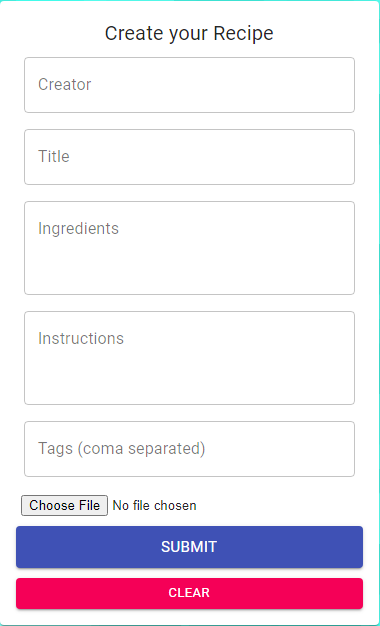 Create your Recipe
Creator
Title
Ingredients
Instructions
Tags (coma separated)
Choose File No file chosen
SUBMIT
CLEAR